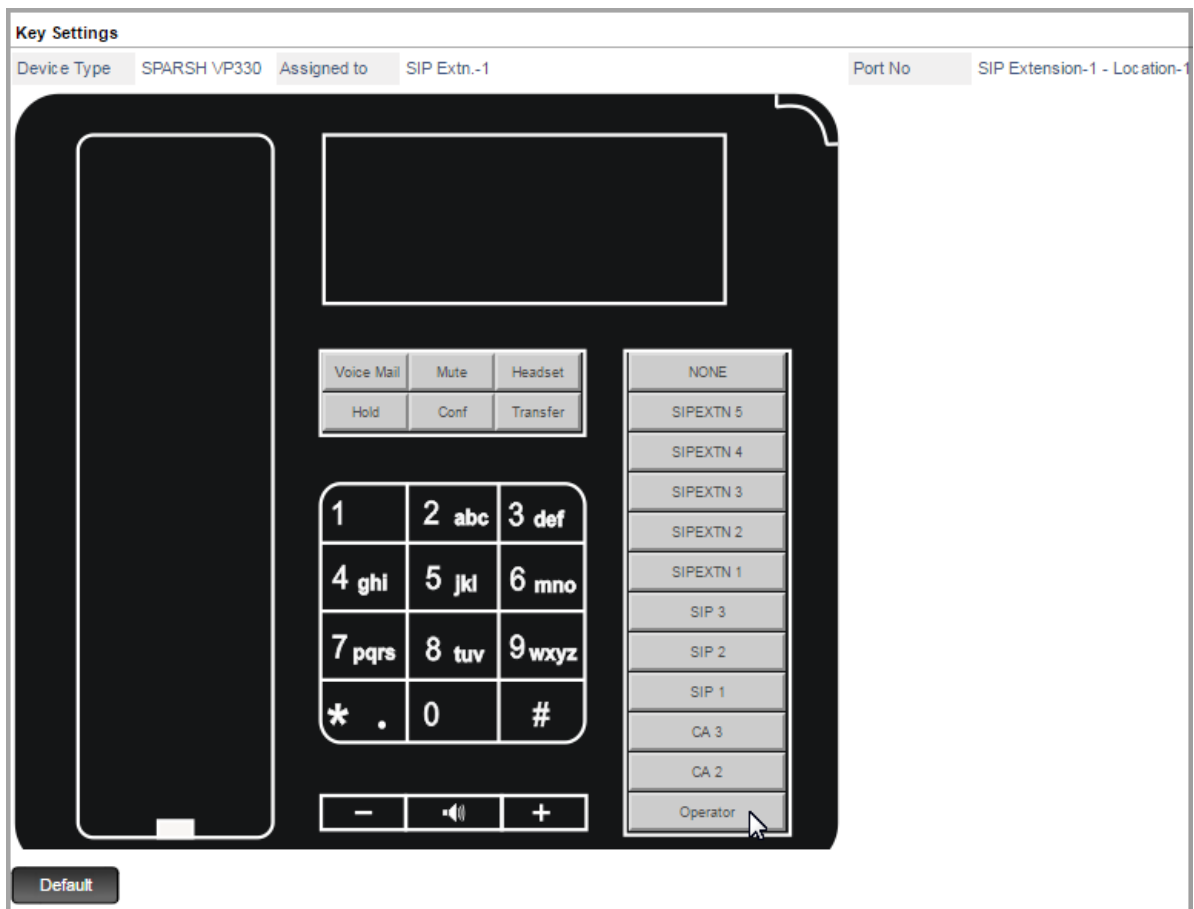 Key Settings
Device Type SPARSH VP330 Assigned to SIP Extn.-1 Port No SIP Extension-1 - Location-1
Voice Mail Mute Headset
Hold Conf Transfer
1 2 abc 3 def
4 ghi 5 jkl 6 mno
7 pqrs 8 tuv 9 wxyz
* . 0 #
− +
NONE
SIPEXTN 5
SIPEXTN 4
SIPEXTN 3
SIPEXTN 2
SIPEXTN 1
SIP 3
SIP 2
SIP 1
CA 3
CA 2
Operator
Default